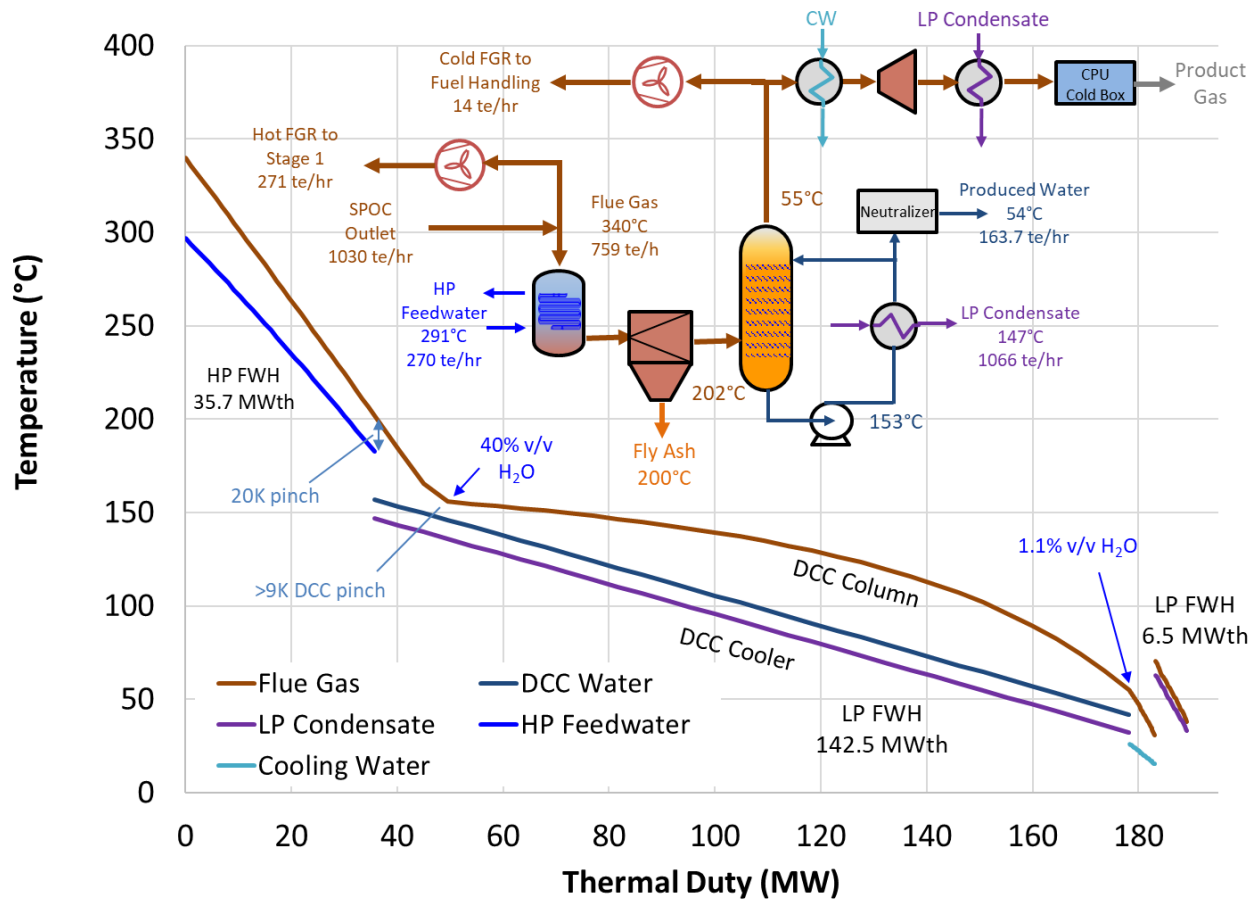 CW
LP Condensate
Cold FGR to
Fuel Handling
14 te/hr
CPU
Cold Box
Product
Gas
Hot FGR to
Stage 1
271 te/hr
SPOC
Outlet
1030 te/hr
Flue Gas
340°C
759 te/h
55°C
Neutralizer
Produced Water
54°C
163.7 te/hr
HP
Feedwater
291°C
270 te/hr
LP Condensate
147°C
1066 te/hr
202°C
153°C
Fly Ash
200°C
HP FWH
35.7 MWth
40% v/v
H₂O
20K pinch
>9K DCC pinch
DCC Column
DCC Cooler
1.1% v/v H₂O
LP FWH
6.5 MWth
LP FWH
142.5 MWth
Flue Gas
DCC Water
LP Condensate
HP Feedwater
Cooling Water
Temperature (°C)
400
350
300
250
200
150
100
50
0
0
20
40
60
80
100
120
140
160
180
Thermal Duty (MW)